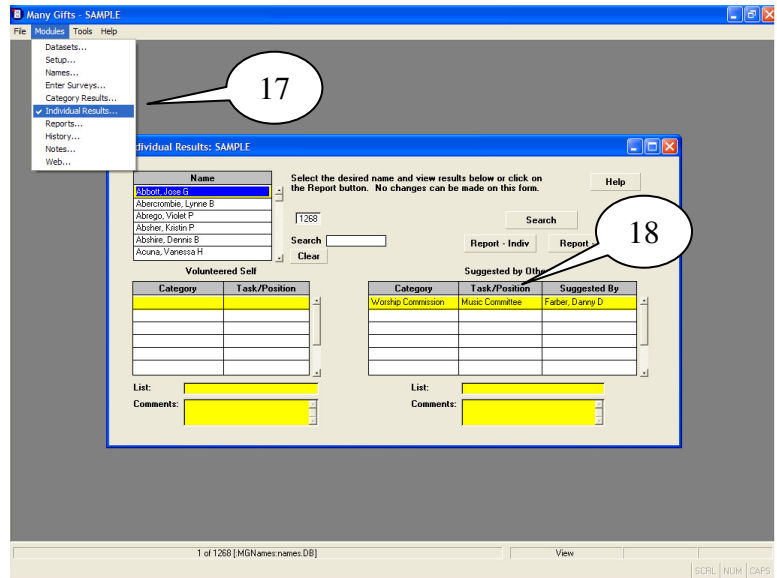 Many Gifts - SAMPLE
File Modules Tools Help
Datasets...
Setup...
Names...
Enter Surveys...
Category Results...
Individual Results...
Reports...
History...
Notes...
Web...
17
dividual Results: SAMPLE
Name
Abbott, Jose G
Abercrombie, Lynne B
Abrego, Violet P
Absher, Kristin P
Abshire, Dennis B
Acuna, Vanessa H
Select the desired name and view results below or click on
the Report button. No changes can be made on this form.
Help
1268
Search
Search
Clear
Report - Indiv
Report -
18
Volunteered Self
Category Task/Position
List:
Comments:
Suggested by Othe
Category Task/Position Suggested By
Worship Commission Music Committee Farber, Danny D
List:
Comments:
1 of 1268 [:MGNames:names.DB]
View
SCRL NUM CAPS